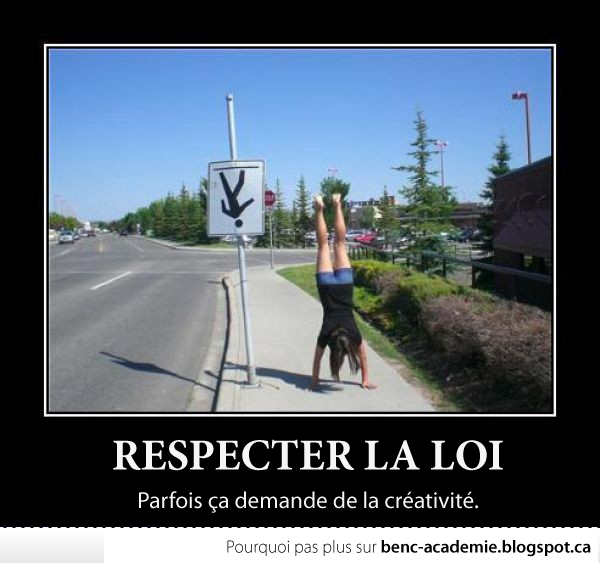 RESPECTER LA LOI
Parfois ça demande de la créativité.
Pourquoi pas plus sur benc-academie.blogspot.ca